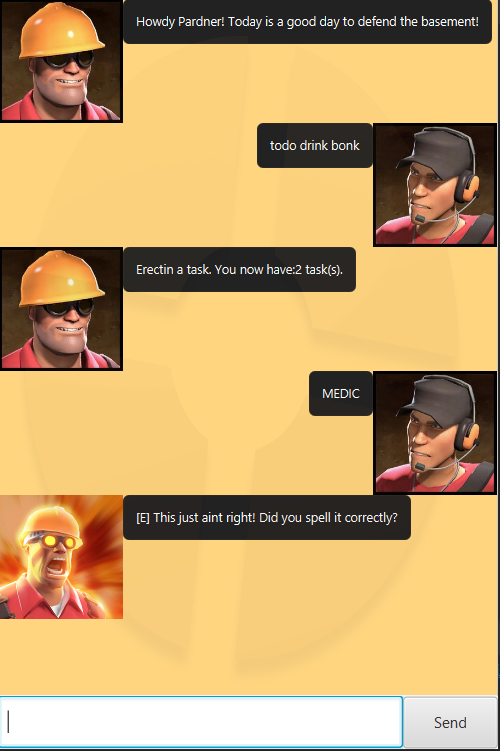 Howdy Pardner! Today is a good day to defend the basement!
todo drink bonk
Erectin a task. You now have:2 task(s).
MEDIC
[E] This just aint right! Did you spell it correctly?
Send